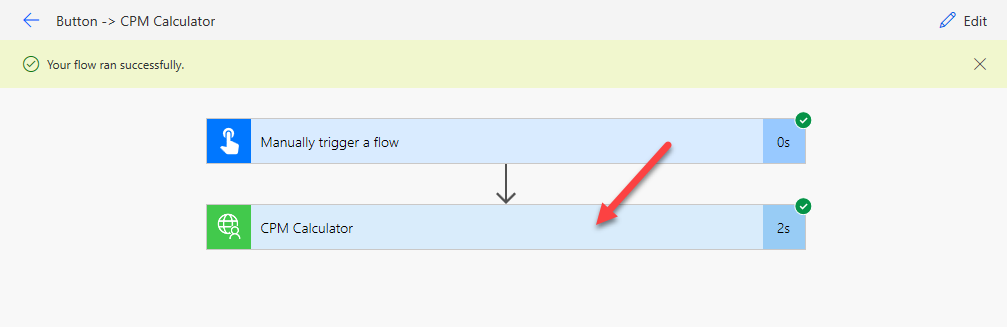 Button -> CPM Calculator
Edit
Your flow ran successfully.
Manually trigger a flow
0s
CPM Calculator
2s